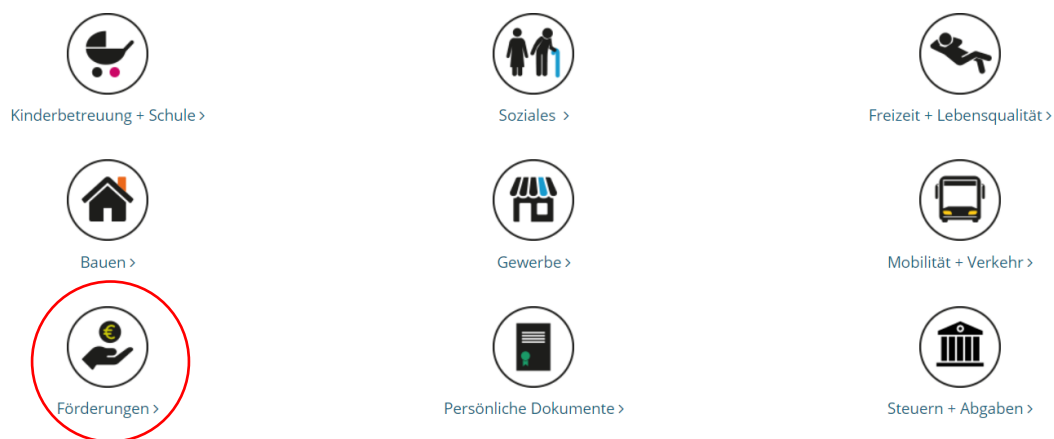 Kinderbetreuung + Schule >
Soziales >
Freizeit + Lebensqualität >
Bauen >
Gewerbe >
Mobilität + Verkehr >
€
Förderungen >
Persönliche Dokumente >
Steuern + Abgaben >